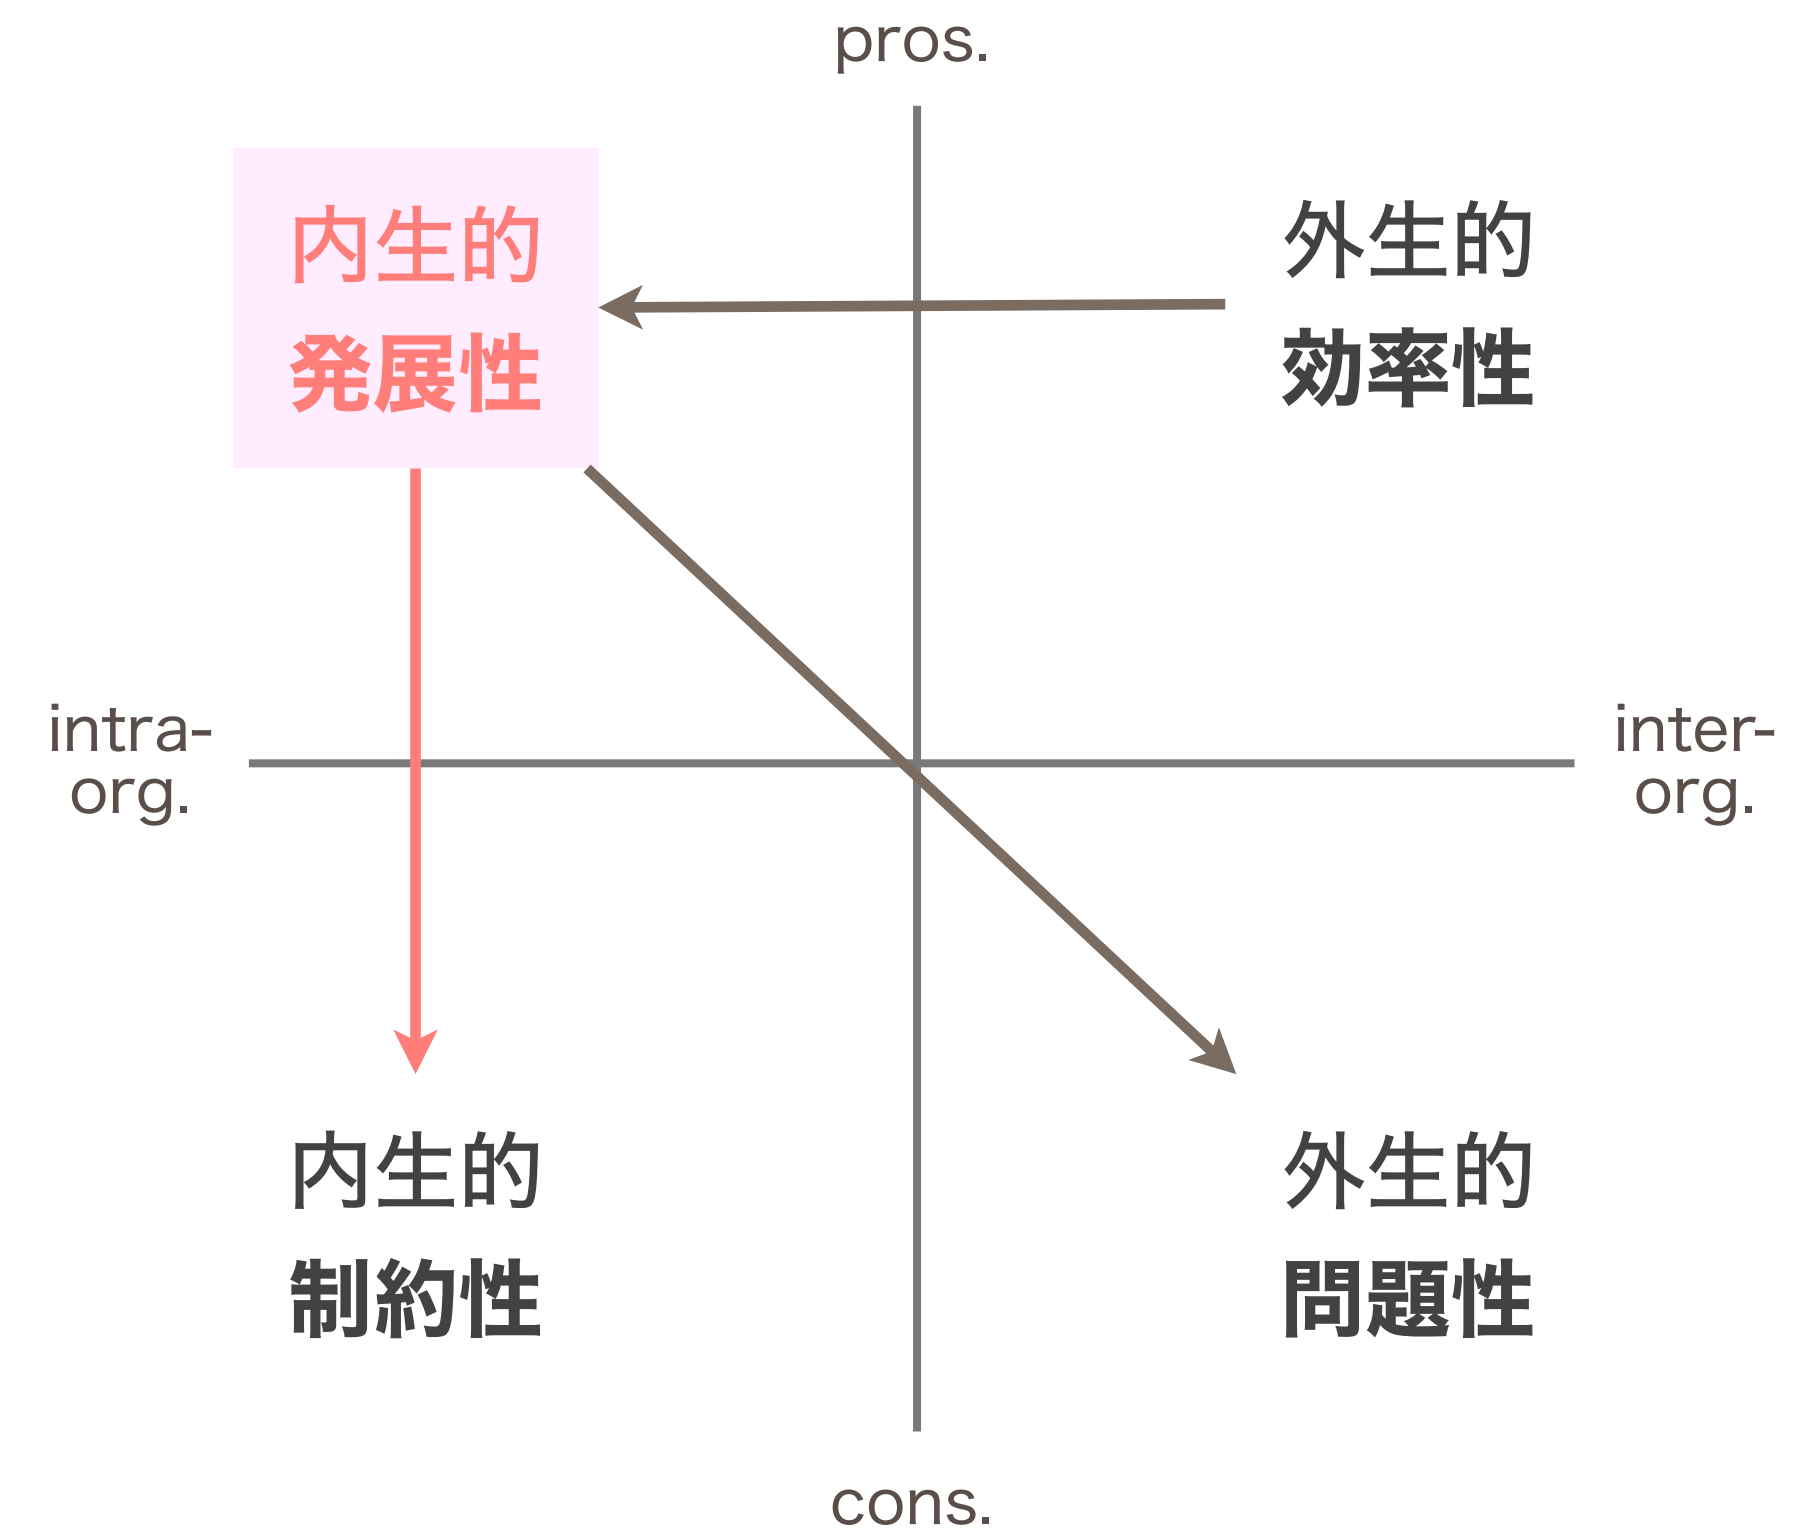 pros.
内生的
発展性
外生的
効率性
intra-
org.
inter-
org.
内生的
制約性
外生的
問題性
cons.